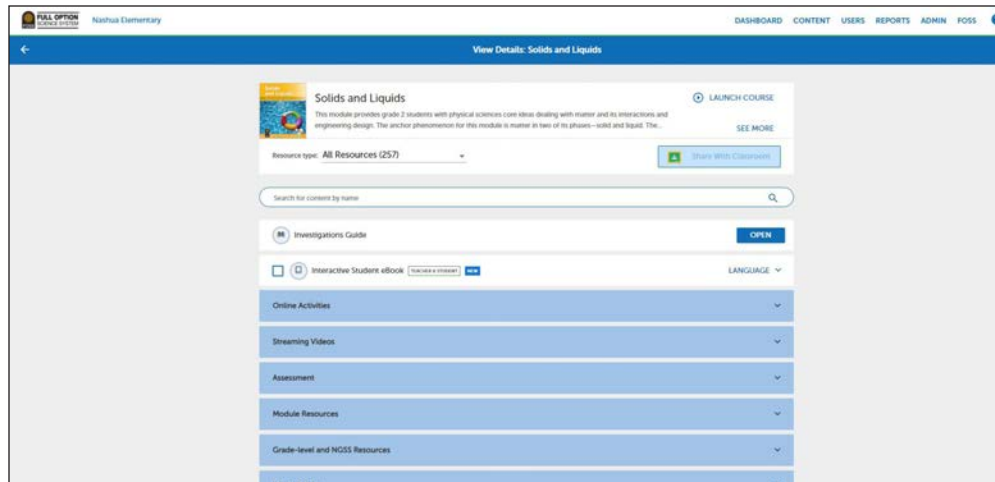 FULL OPTION
SCIENCE SYSTEM
Nashua Elementary
DASHBOARD CONTENT USERS REPORTS ADMIN FOSS
View Details: Solids and Liquids
Solids and Liquids
LAUNCH COURSE
This module provides grade 2 students with physical sciences core ideas dealing with matter and its interactions and
engineering design. The anchor phenomenon for this module is matter in two of its phases—solid and liquid. The...
SEE MORE
Resource type: All Resources (257)
Share With Classroom
Search for content by name
Investigations Guide
OPEN
Interactive Student eBook TEACHER & STUDENT NEW
LANGUAGE
Online Activities
Streaming Videos
Assessment
Module Resources
Grade-level and NGSS Resources